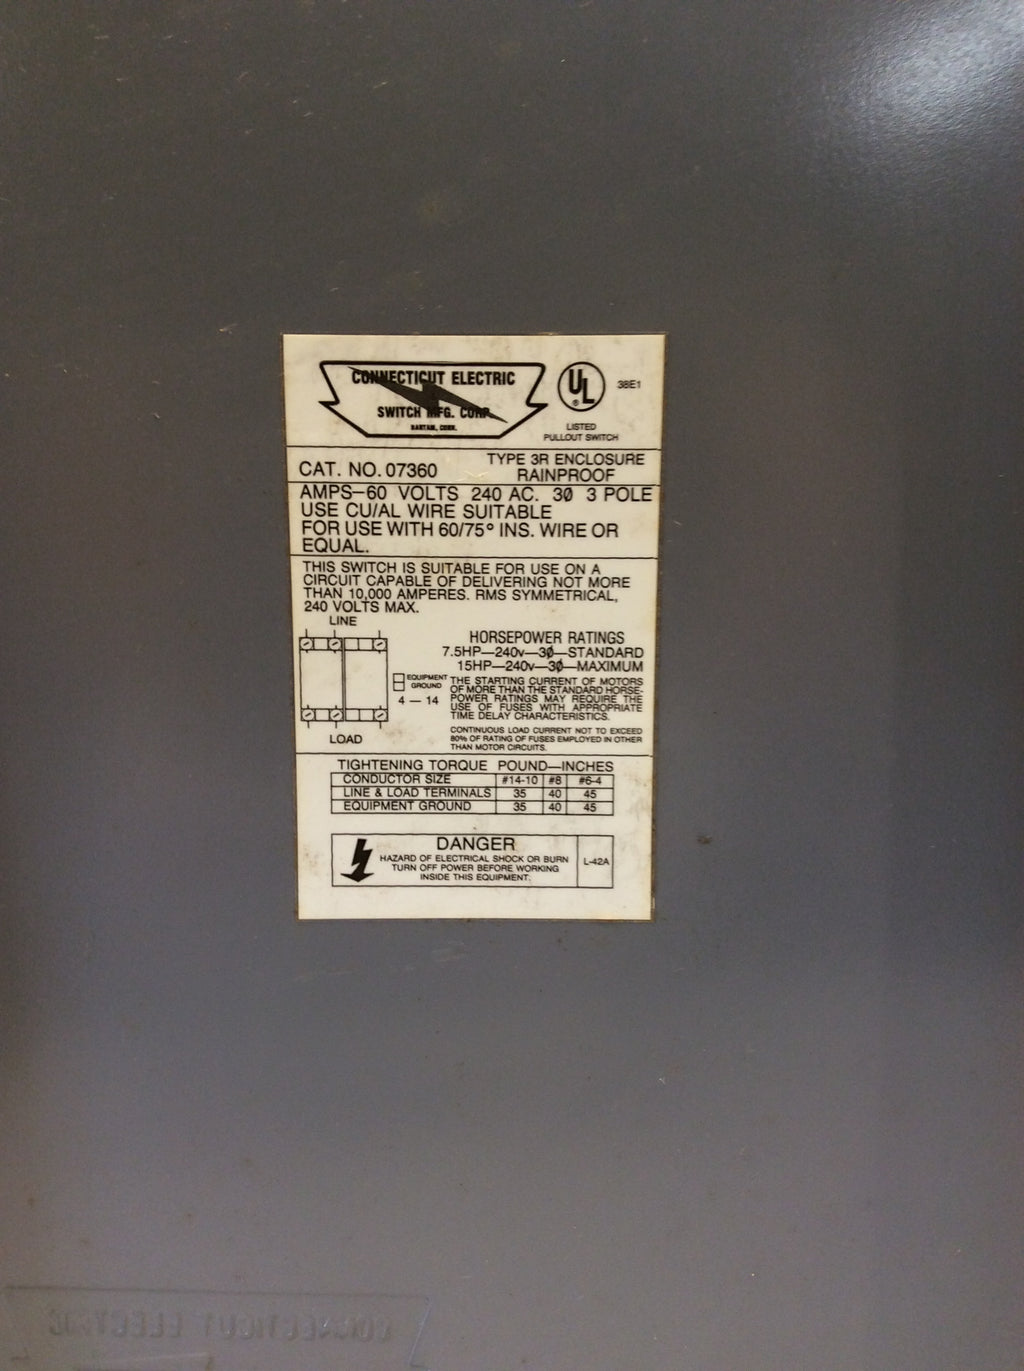 CONNECTICUT ELECTRIC
SWITCH MFG. CORP.
BANTAM, CONN.
UL
®
LISTED
PULLOUT SWITCH
38E1
CAT. NO. 07360
TYPE 3R ENCLOSURE
RAINPROOF
AMPS-60 VOLTS 240 AC. 3Ø 3 POLE
USE CU/AL WIRE SUITABLE
FOR USE WITH 60/75° INS. WIRE OR
EQUAL.
THIS SWITCH IS SUITABLE FOR USE ON A
CIRCUIT CAPABLE OF DELIVERING NOT MORE
THAN 10,000 AMPERES. RMS SYMMETRICAL,
240 VOLTS MAX.
LINE
EQUIPMENT
GROUND
4 — 14
LOAD
HORSEPOWER RATINGS
7.5HP—240v—3Ø—STANDARD
15HP—240v—3Ø—MAXIMUM
THE STARTING CURRENT OF MOTORS
OF MORE THAN THE STANDARD HORSE-
POWER RATINGS MAY REQUIRE THE
USE OF FUSES WITH APPROPRIATE
TIME DELAY CHARACTERISTICS.
CONTINUOUS LOAD CURRENT NOT TO EXCEED
80% OF RATING OF FUSES EMPLOYED IN OTHER
THAN MOTOR CIRCUITS.
TIGHTENING TORQUE POUND—INCHES
CONDUCTOR SIZE #14-10 #8 #6-4
LINE & LOAD TERMINALS 35 40 45
EQUIPMENT GROUND 35 40 45
DANGER
HAZARD OF ELECTRICAL SHOCK OR BURN
TURN OFF POWER BEFORE WORKING
INSIDE THIS EQUIPMENT.
L-42A
CONNECTICUT ELECTRIC